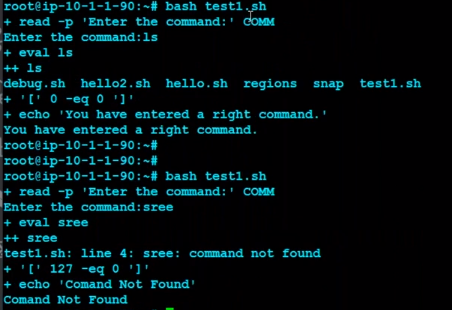 root@ip-10-1-1-90:~# bash test1.sh
+ read -p 'Enter the command:' COMM
Enter the command:ls
+ eval ls
++ ls
debug.sh  hello2.sh  hello.sh  regions  snap  test1.sh
+ '[' 0 -eq 0 ']'
+ echo 'You have entered a right command.'
You have entered a right command.
root@ip-10-1-1-90:~#
root@ip-10-1-1-90:~#
root@ip-10-1-1-90:~# bash test1.sh
+ read -p 'Enter the command:' COMM
Enter the command:sree
+ eval sree
++ sree
test1.sh: line 4: sree: command not found
+ '[' 127 -eq 0 ']'
+ echo 'Comand Not Found'
Comand Not Found